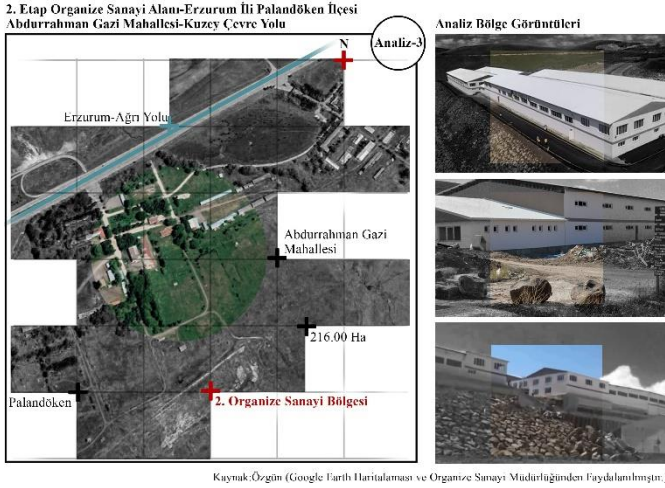 2. Etap Organize Sanayi Alanı-Erzurum İli Palandöken İlçesi
Abdurrahman Gazi Mahallesi-Kuzey Çevre Yolu
N
Analiz-3
Analiz Bölge Görüntüleri
Erzurum-Ağrı Yolu
Abdurrahman Gazi
Mahallesi
216.00 Ha
Palandöken
2. Organize Sanayi Bölgesi
Kaynak:Özgün (Google Earth Haritalaması ve Organize Sanayi Müdürlüğünden Faydalanılmıştır.